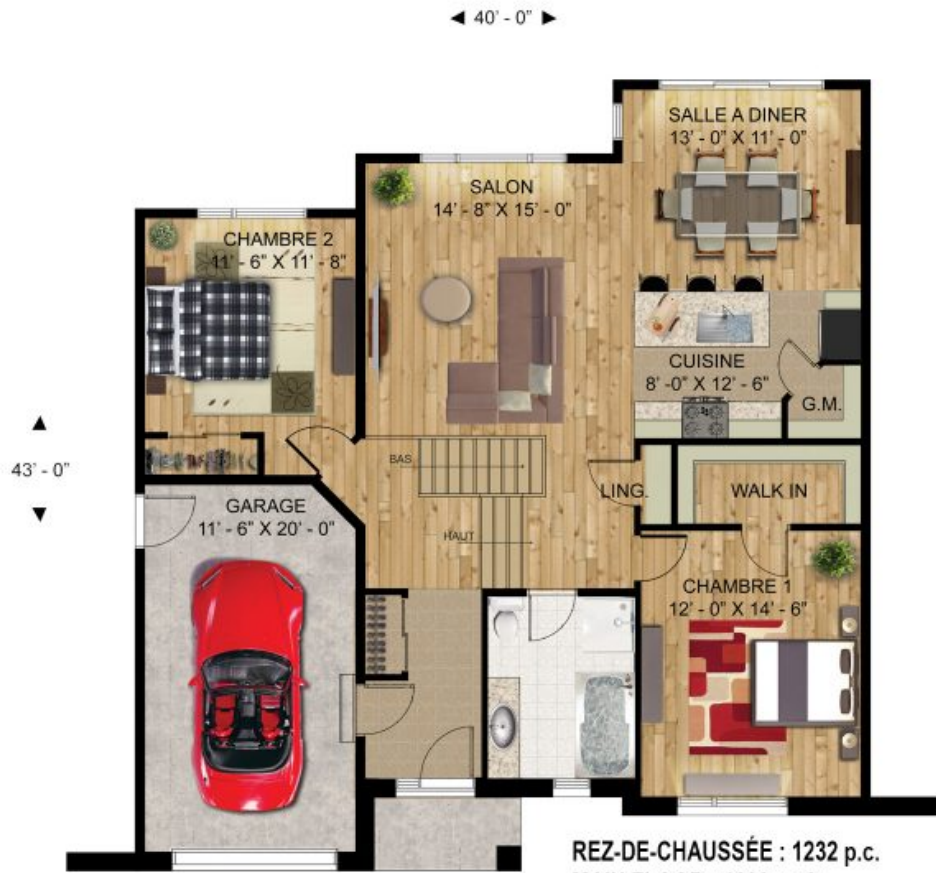 40' - 0"
SALLE A DINER
13' - 0" X 11' - 0"
SALON
14' - 8" X 15' - 0"
CHAMBRE 2
11' - 6" X 11' - 8"
CUISINE
8' -0" X 12' - 6"
G.M.
43' - 0"
BAS
LING.
WALK IN
GARAGE
11' - 6" X 20' - 0"
HAUT
CHAMBRE 1
12' - 0" X 14' - 6"
REZ-DE-CHAUSSÉE : 1232 p.c.